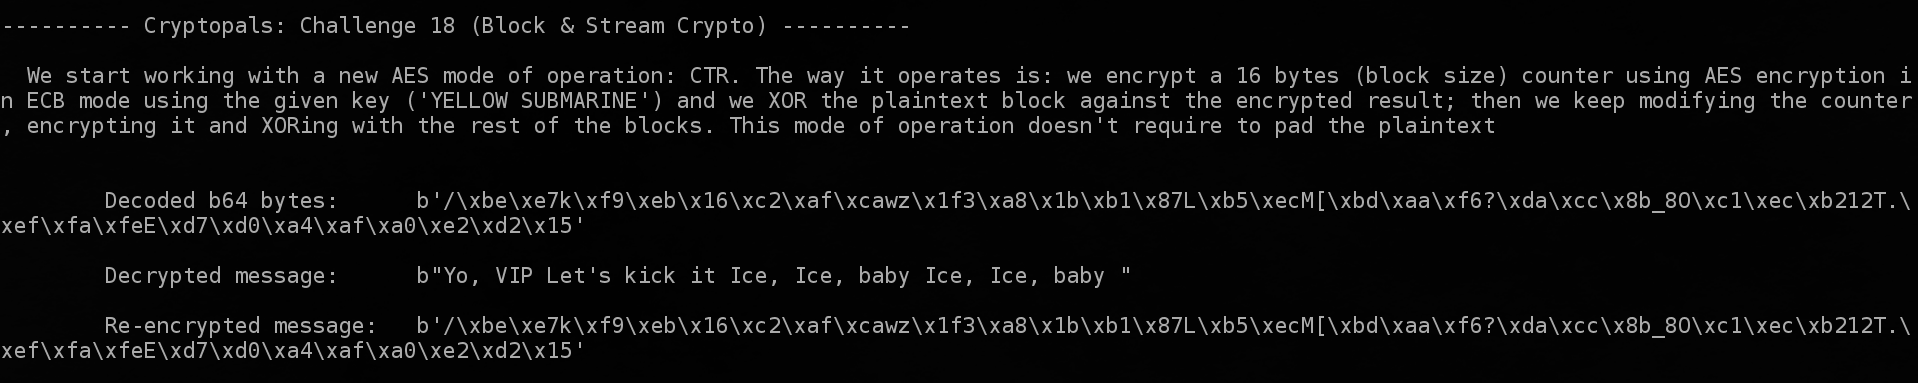 ---------- Cryptopals: Challenge 18 (Block & Stream Crypto) ----------
We start working with a new AES mode of operation: CTR. The way it operates is: we encrypt a 16 bytes (block size) counter using AES encryption i
n ECB mode using the given key ('YELLOW SUBMARINE') and we XOR the plaintext block against the encrypted result; then we keep modifying the counter
, encrypting it and XORing with the rest of the blocks. This mode of operation doesn't require to pad the plaintext
Decoded b64 bytes:      b'/\xbe\xe7k\xf9\xeb\x16\xc2\xaf\xcawz\x1f3\xa8\x1b\xb1\x87L\xb5\xecM[\xbd\xaa\xf6?\xda\xcc\x8b_8O\xc1\xec\xb212T.\
xef\xfa\xfeE\xd7\xd0\xa4\xaf\xa0\xe2\xd2\x15'
Decrypted message:      b"Yo, VIP Let's kick it Ice, Ice, baby Ice, Ice, baby "
Re-encrypted message:   b'/\xbe\xe7k\xf9\xeb\x16\xc2\xaf\xcawz\x1f3\xa8\x1b\xb1\x87L\xb5\xecM[\xbd\xaa\xf6?\xda\xcc\x8b_8O\xc1\xec\xb212T.\
xef\xfa\xfeE\xd7\xd0\xa4\xaf\xa0\xe2\xd2\x15'